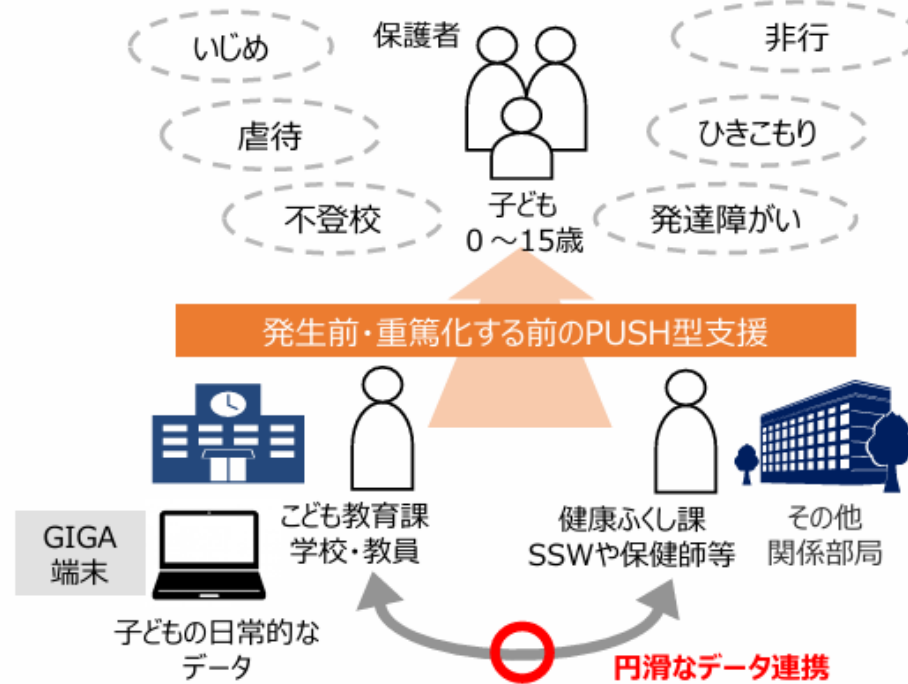 いじめ
保護者
非行
虐待
ひきこもり
不登校
子ども
0～15歳
発達障がい
発生前・重篤化する前のPUSH型支援
GIGA
端末
こども教育課
学校・教員
健康ふくし課
SSWや保健師等
その他
関係部局
子どもの日常的な
データ
円滑なデータ連携